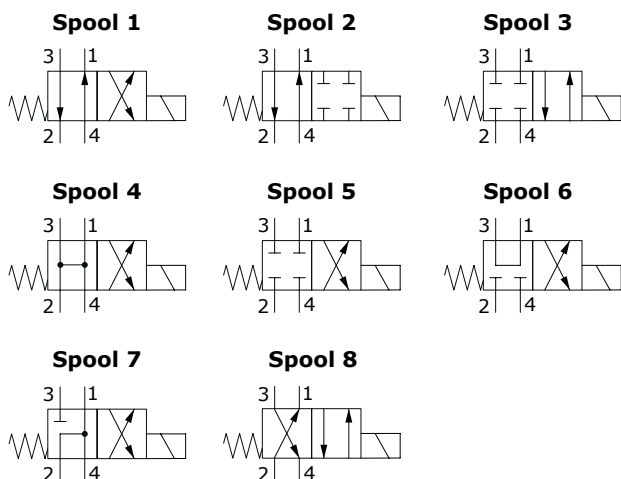 Spool 1 Spool 2 Spool 3
3 1 3 1 3 1
2 4 2 4 2 4
Spool 4 Spool 5 Spool 6
3 1 3 1 3 1
2 4 2 4 2 4
Spool 7 Spool 8
3 1 3 1
2 4 2 4